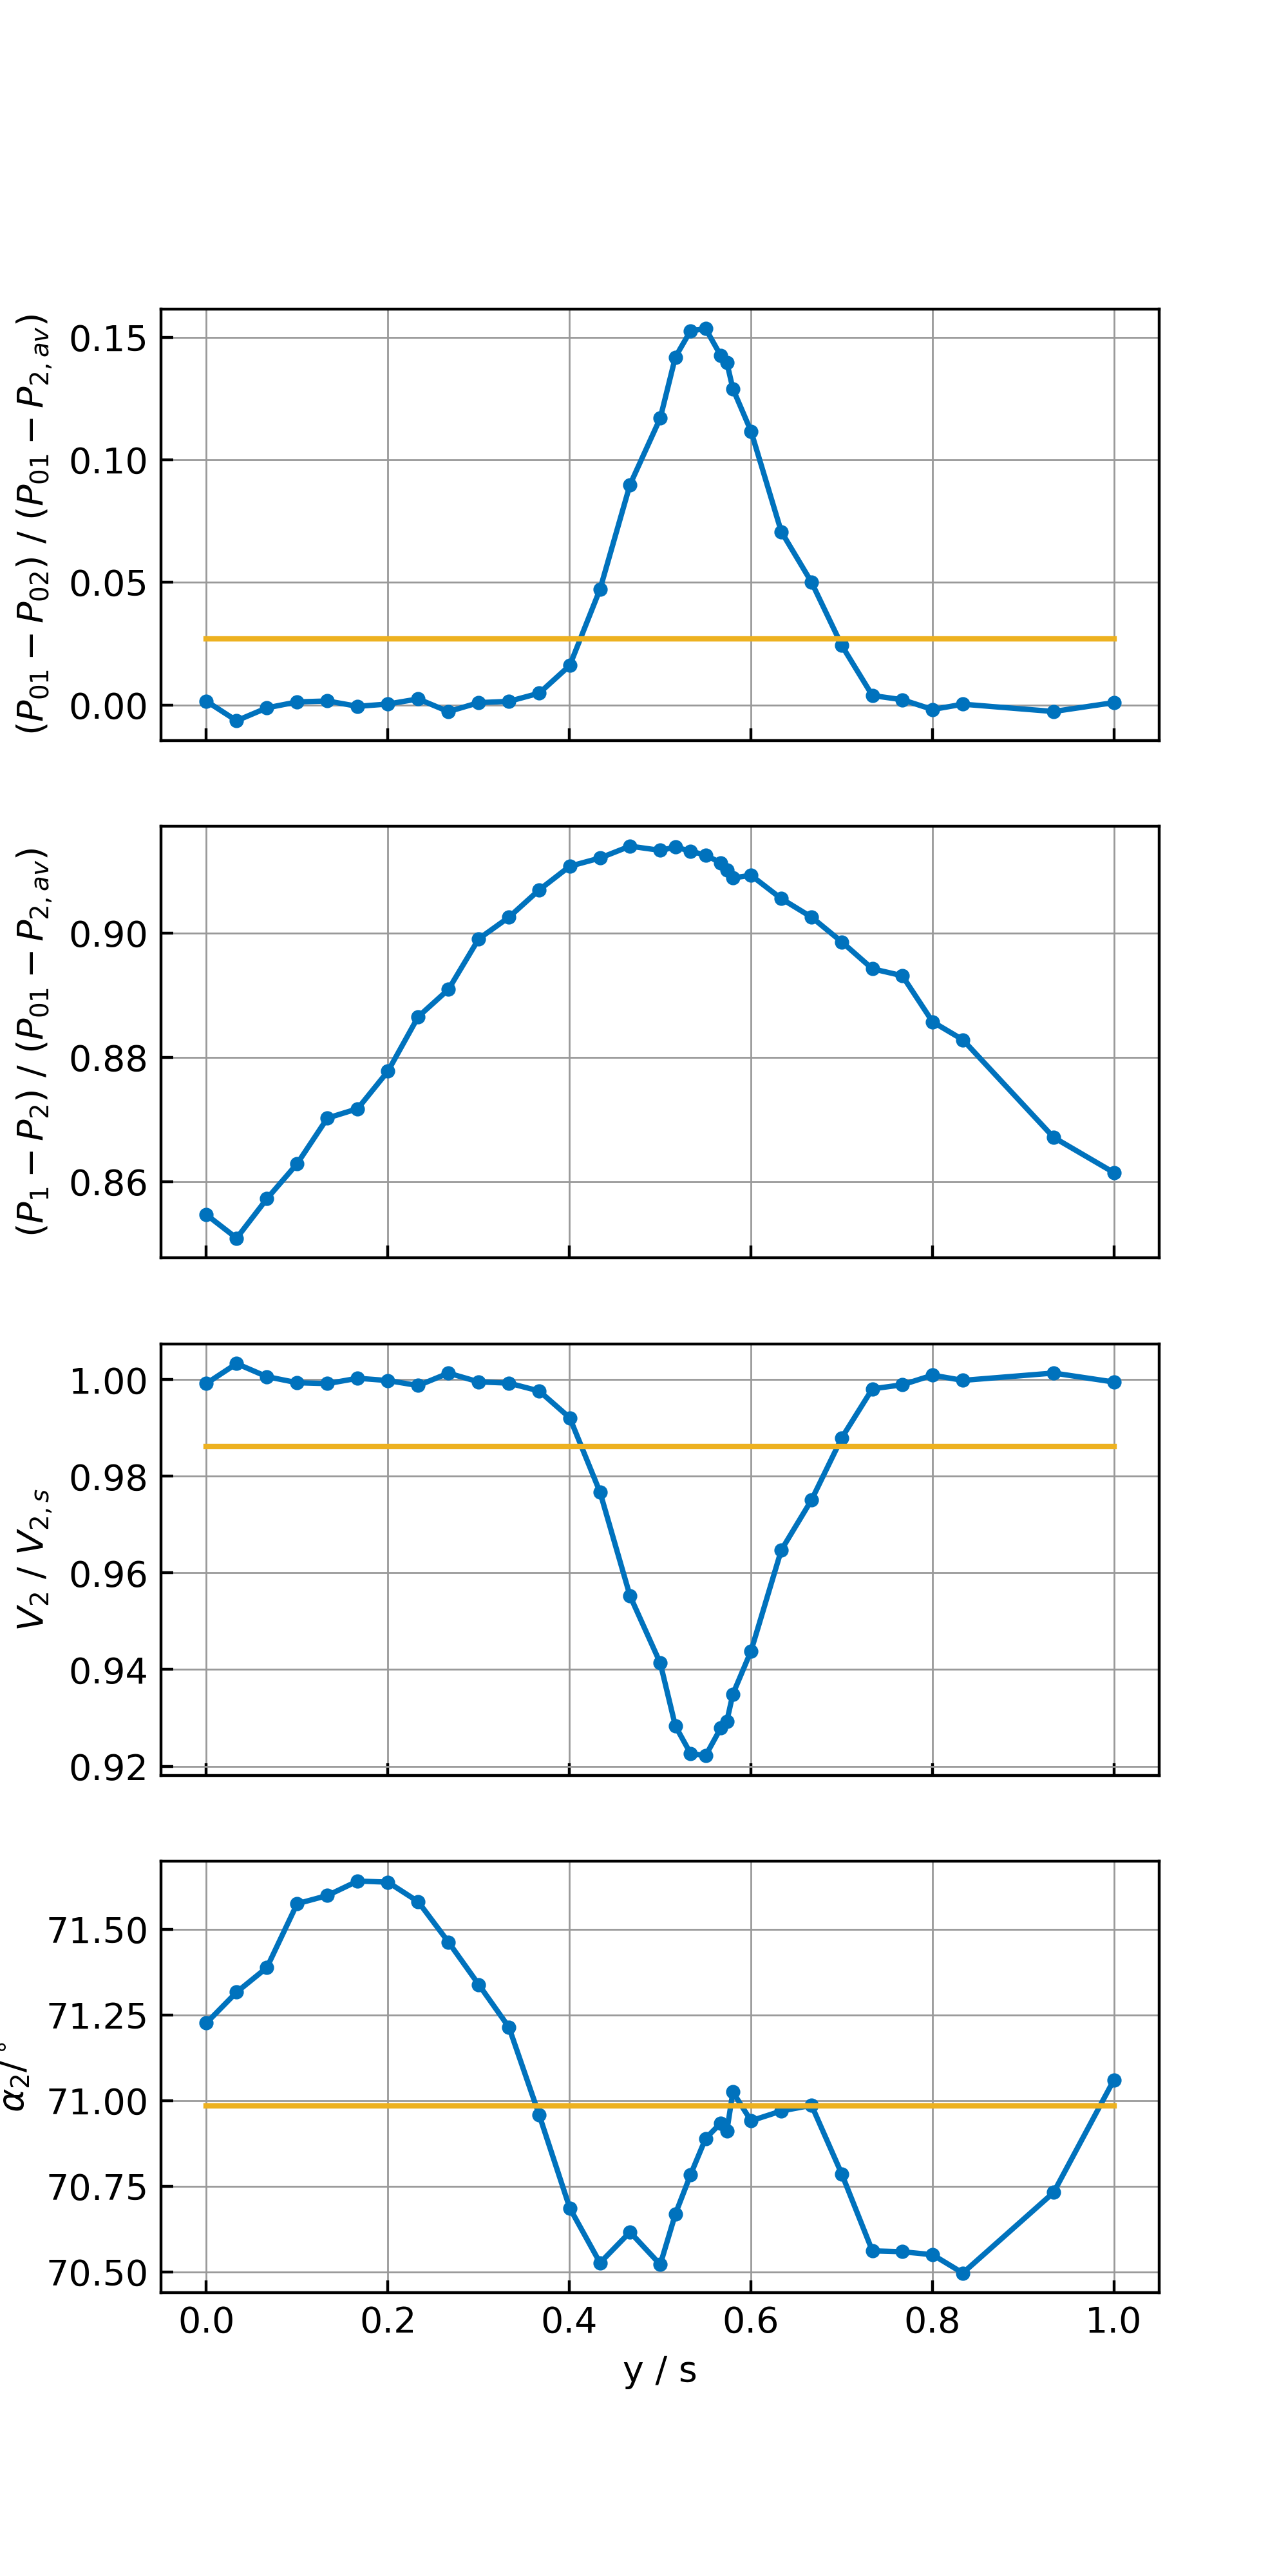 (P₀₁ − P₀₂) / (P₀₁ − P₂,ₐᵥ)
0.15
0.10
0.05
0.00
(P₁ − P₂) / (P₀₁ − P₂,ₐᵥ)
0.90
0.88
0.86
V₂ / V₂,ₛ
1.00
0.98
0.96
0.94
0.92
α₂/°
71.50
71.25
71.00
70.75
70.50
0.0 0.2 0.4 0.6 0.8 1.0
y / s